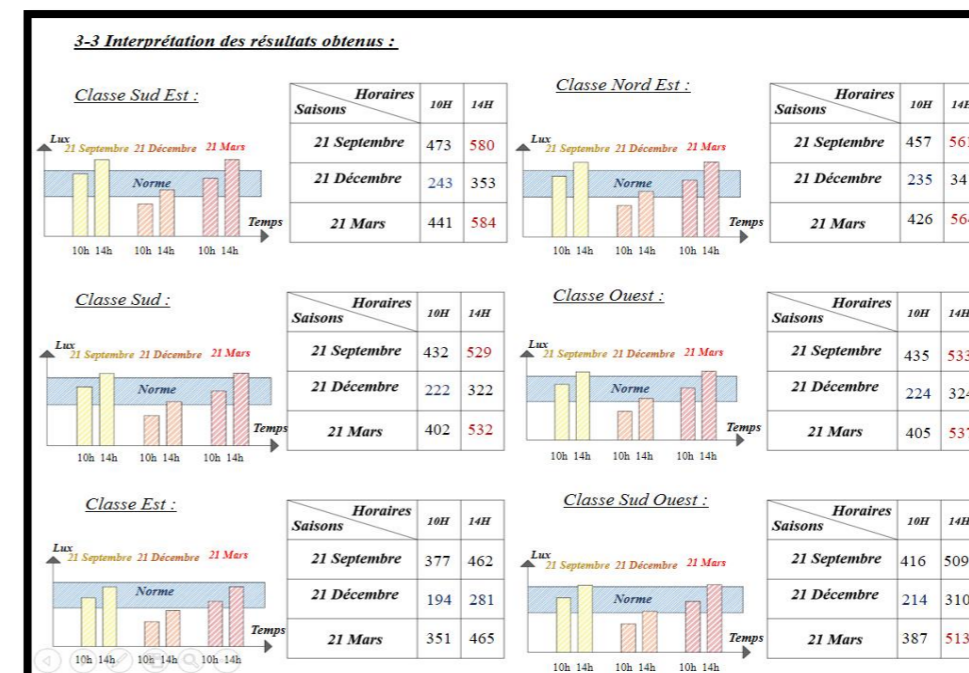 3-3 Interprétation des résultats obtenus :
Classe Sud Est :
Lux
21 Septembre 21 Décembre 21 Mars
Norme
Temps
10h 14h 10h 14h 10h 14h
Horaires
Saisons 10H 14H
21 Septembre 473 580
21 Décembre 243 353
21 Mars 441 584
Classe Nord Est :
Lux
21 Septembre 21 Décembre 21 Mars
Norme
Temps
10h 14h 10h 14h 10h 14h
Horaires
Saisons 10H 14H
21 Septembre 457
21 Décembre 235
21 Mars 426
Classe Sud :
Lux
21 Septembre 21 Décembre 21 Mars
Norme
Temps
10h 14h 10h 14h 10h 14h
Horaires
Saisons 10H 14H
21 Septembre 432 529
21 Décembre 222 322
21 Mars 402 532
Classe Ouest :
Lux
21 Septembre 21 Décembre 21 Mars
Norme
Temps
10h 14h 10h 14h 10h 14h
Horaires
Saisons 10H 14H
21 Septembre 435 533
21 Décembre 224 324
21 Mars 405 537
Classe Est :
Lux
21 Septembre 21 Décembre 21 Mars
Norme
Temps
10h 14h 10h 14h 10h 14h
Horaires
Saisons 10H 14H
21 Septembre 377 462
21 Décembre 194 281
21 Mars 351 465
Classe Sud Ouest :
Lux
21 Septembre 21 Décembre 21 Mars
Norme
Temps
10h 14h 10h 14h 10h 14h
Horaires
Saisons 10H 14H
21 Septembre 416 509
21 Décembre 214 310
21 Mars 387 513